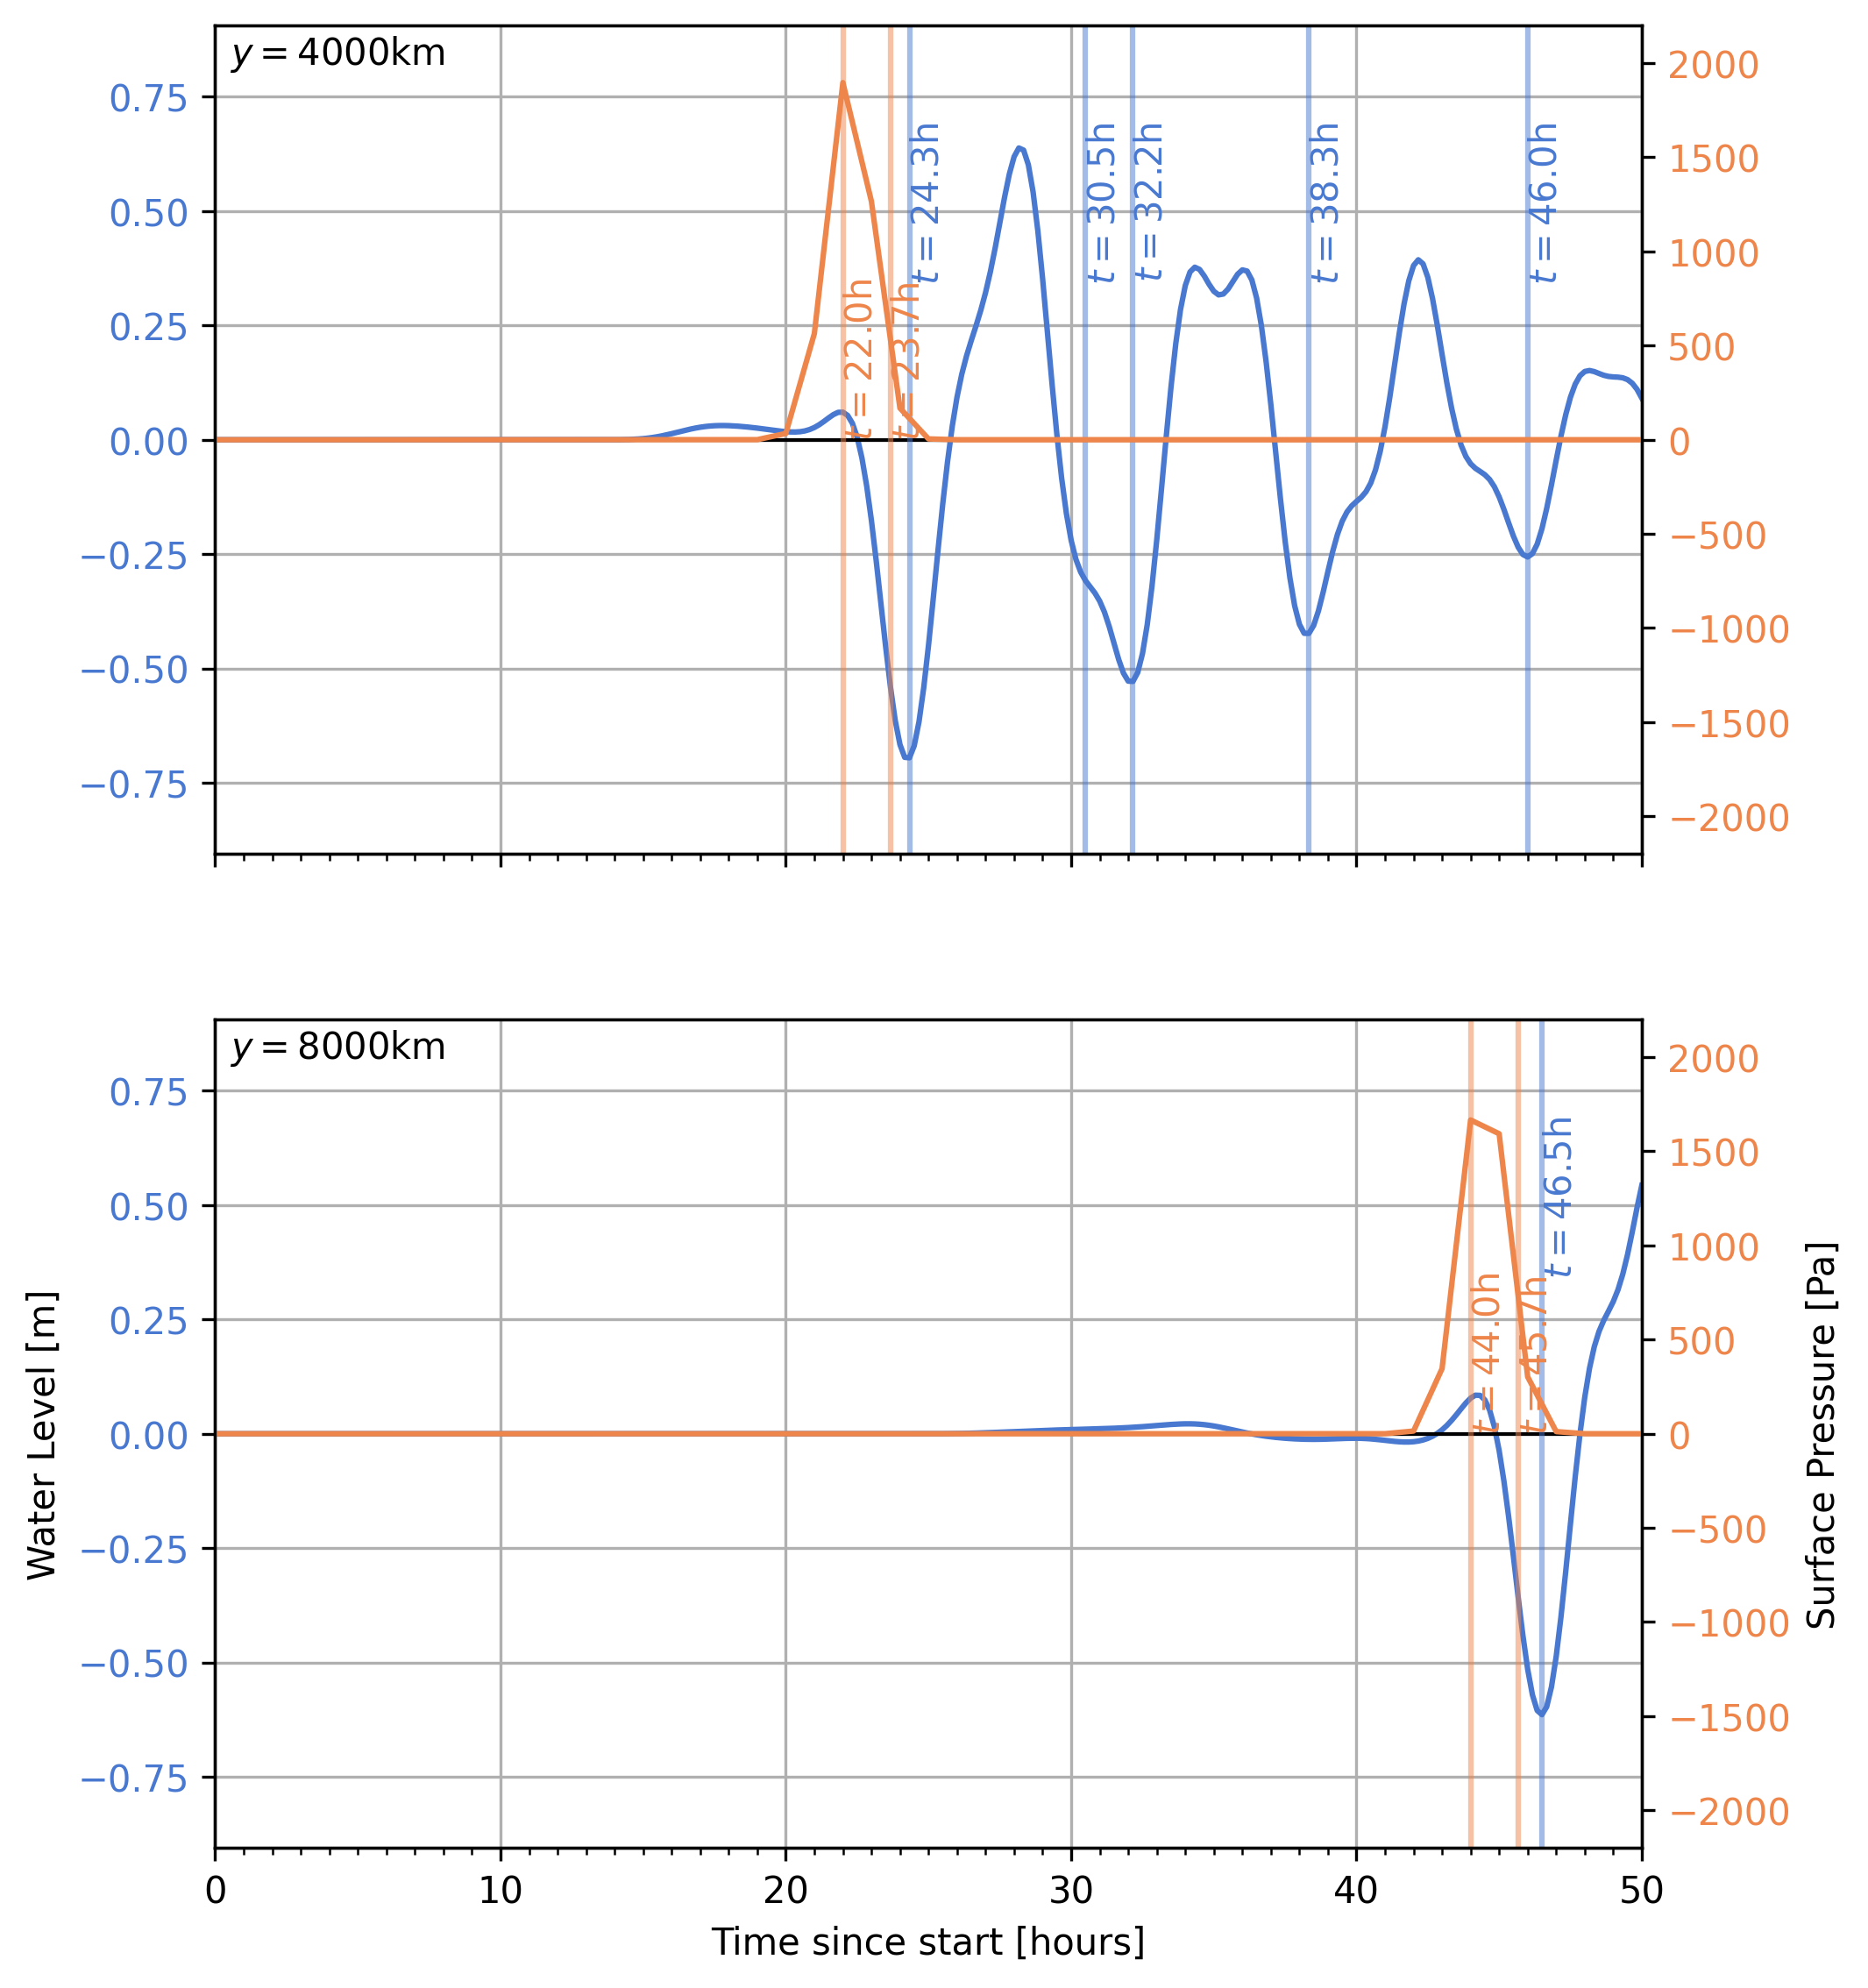 y = 4000km
0.75
0.50
0.25
0.00
−0.25
−0.50
−0.75
2000
1500
1000
500
0
−500
−1000
−1500
−2000
t = 22.0h
t = 23.7h
t = 24.3h
t = 30.5h
t = 32.2h
t = 38.3h
t = 46.0h
y = 8000km
0.75
0.50
0.25
0.00
−0.25
−0.50
−0.75
2000
1500
1000
500
0
−500
−1000
−1500
−2000
t = 44.0h
t = 45.7h
t = 46.5h
0
10
20
30
40
50
Time since start [hours]
Water Level [m]
Surface Pressure [Pa]